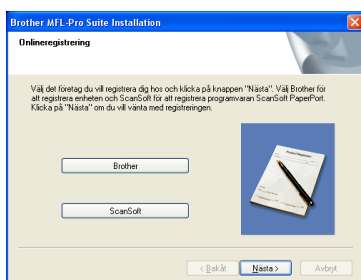 Brother MFL-Pro Suite Installation
Onlineregistrering
Välj det företag du vill registrera dig hos och klicka på knappen "Nästa". Välj Brother för
att registrera enheten och ScanSoft för att registrera programvaran ScanSoft PaperPort.
Klicka på "Nästa" om du vill vänta med registreringen.
Brother
Product Registration
ScanSoft
< Bakåt Nästa > Avbryt